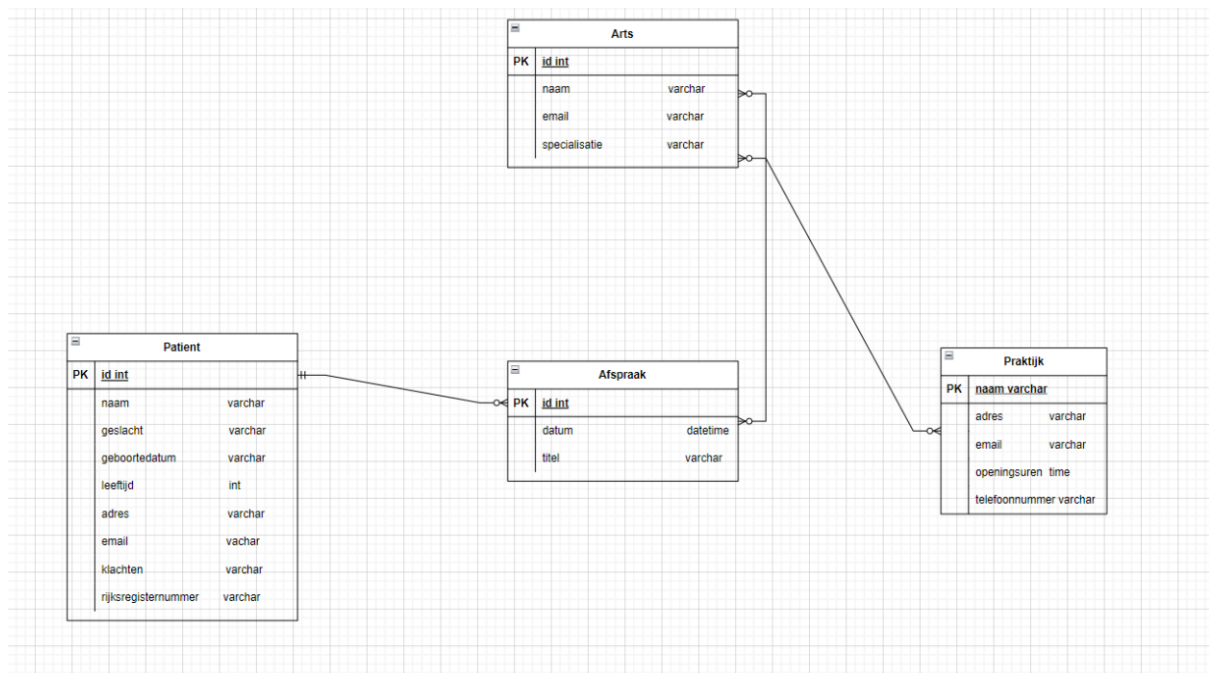 Arts
PK id int
naam varchar
email varchar
specialisatie varchar
Patient
PK id int
naam varchar
geslacht varchar
geboortedatum varchar
leeftijd int
adres varchar
email vachar
klachten varchar
rijksregisternummer varchar
Afspraak
PK id int
datum datetime
titel varchar
Praktijk
PK naam varchar
adres varchar
email varchar
openingsuren time
telefoonnummer varchar